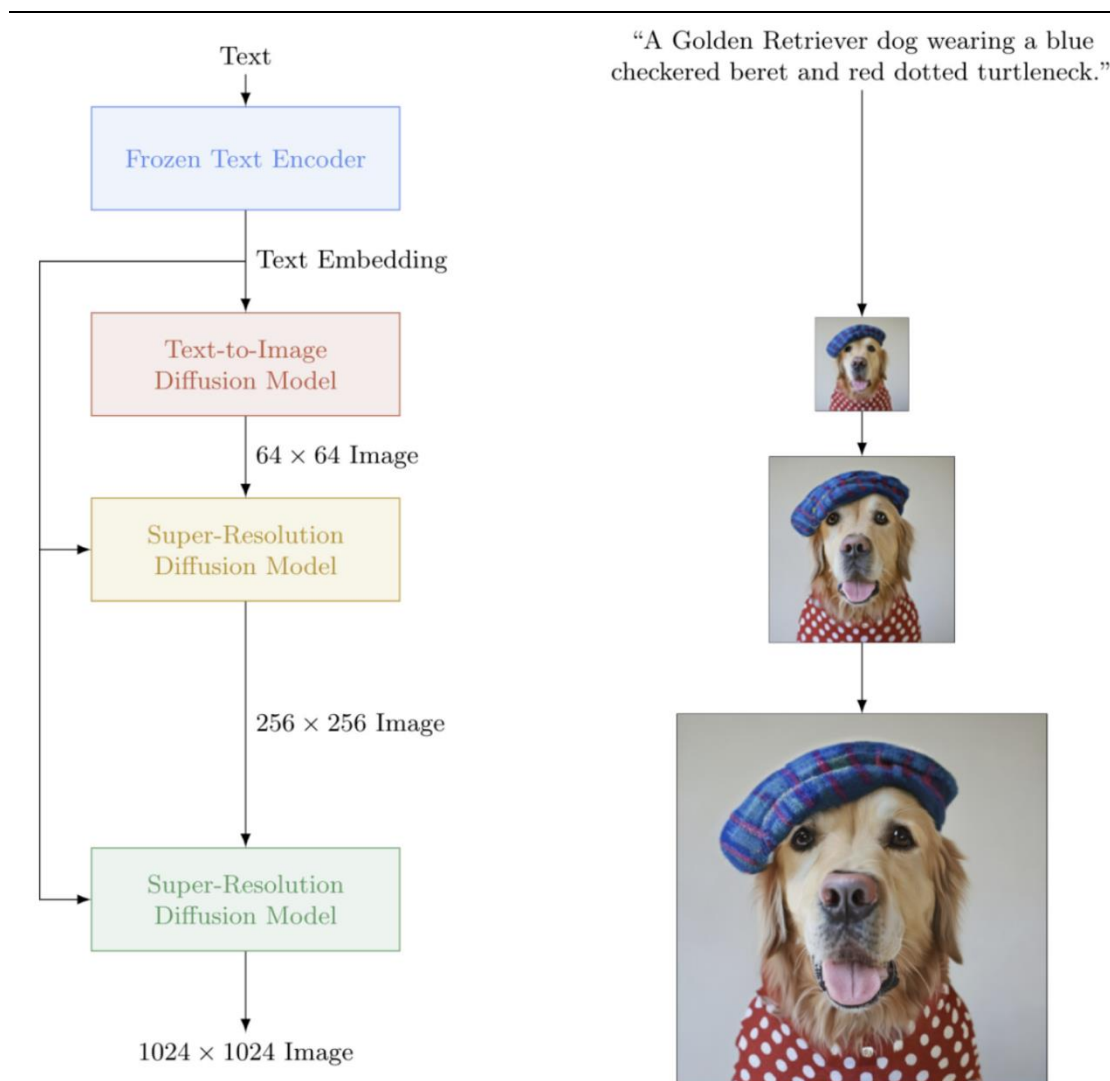 Text
Frozen Text Encoder
Text Embedding
Text-to-Image
Diffusion Model
64 × 64 Image
Super-Resolution
Diffusion Model
256 × 256 Image
Super-Resolution
Diffusion Model
1024 × 1024 Image
“A Golden Retriever dog wearing a blue
checkered beret and red dotted turtleneck.”